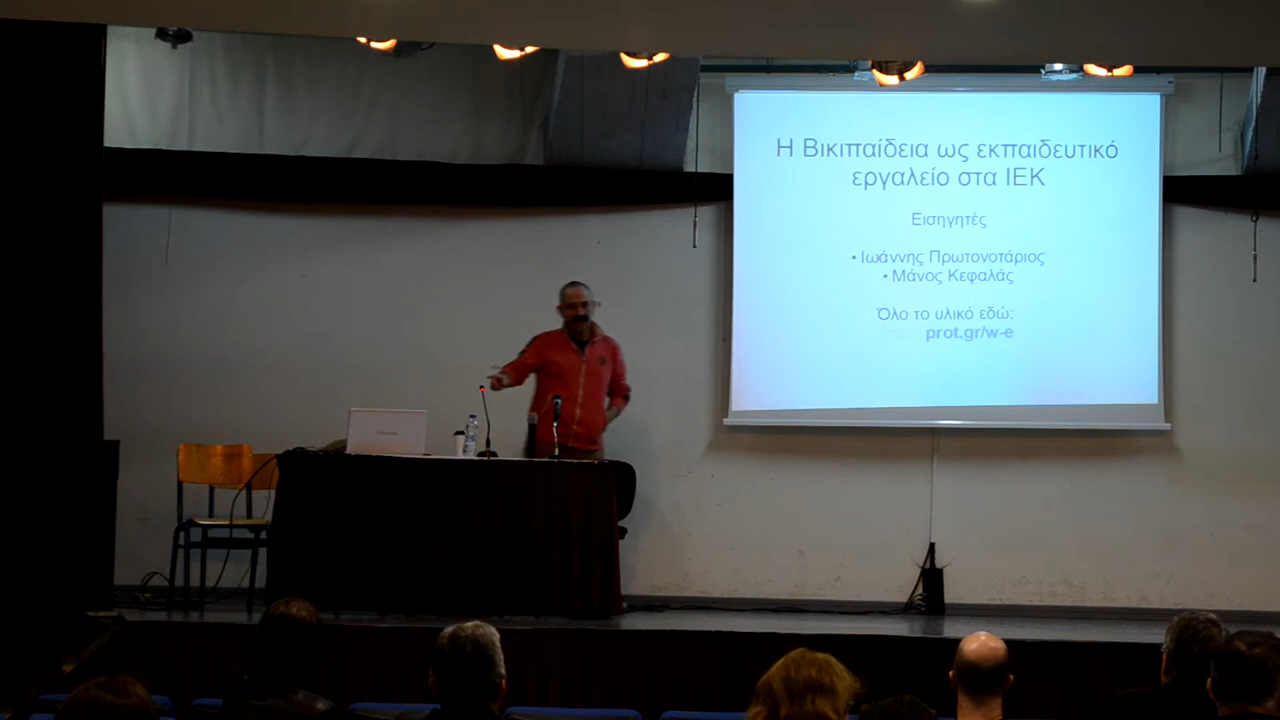 Η Βικιπαίδεια ως εκπαιδευτικό
εργαλείο στα ΙΕΚ
Εισηγητές
• Ιωάννης Πρωτονοτάριος
• Μάνος Κεφαλάς
Όλο το υλικό εδώ:
prot.gr/w-e